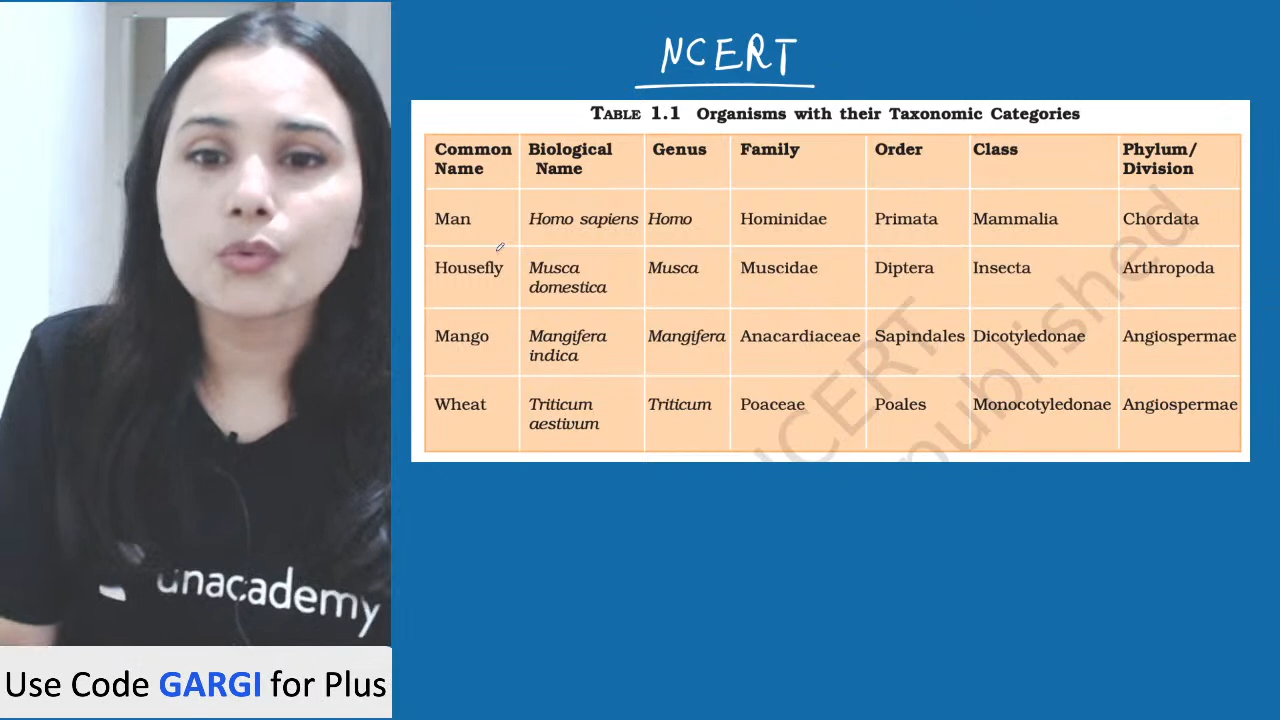 NCERT
TABLE 1.1 Organisms with their Taxonomic Categories
Common Name Biological Name Genus Family Order Class Phylum/ Division
Man Homo sapiens Homo Hominidae Primata Mammalia Chordata
Housefly Musca domestica Musca Muscidae Diptera Insecta Arthropoda
Mango Mangifera indica Mangifera Anacardiaceae Sapindales Dicotyledonae Angiospermae
Wheat Triticum aestivum Triticum Poaceae Poales Monocotyledonae Angiospermae
NCERT
published
unacademy
Use Code GARGI for Plus